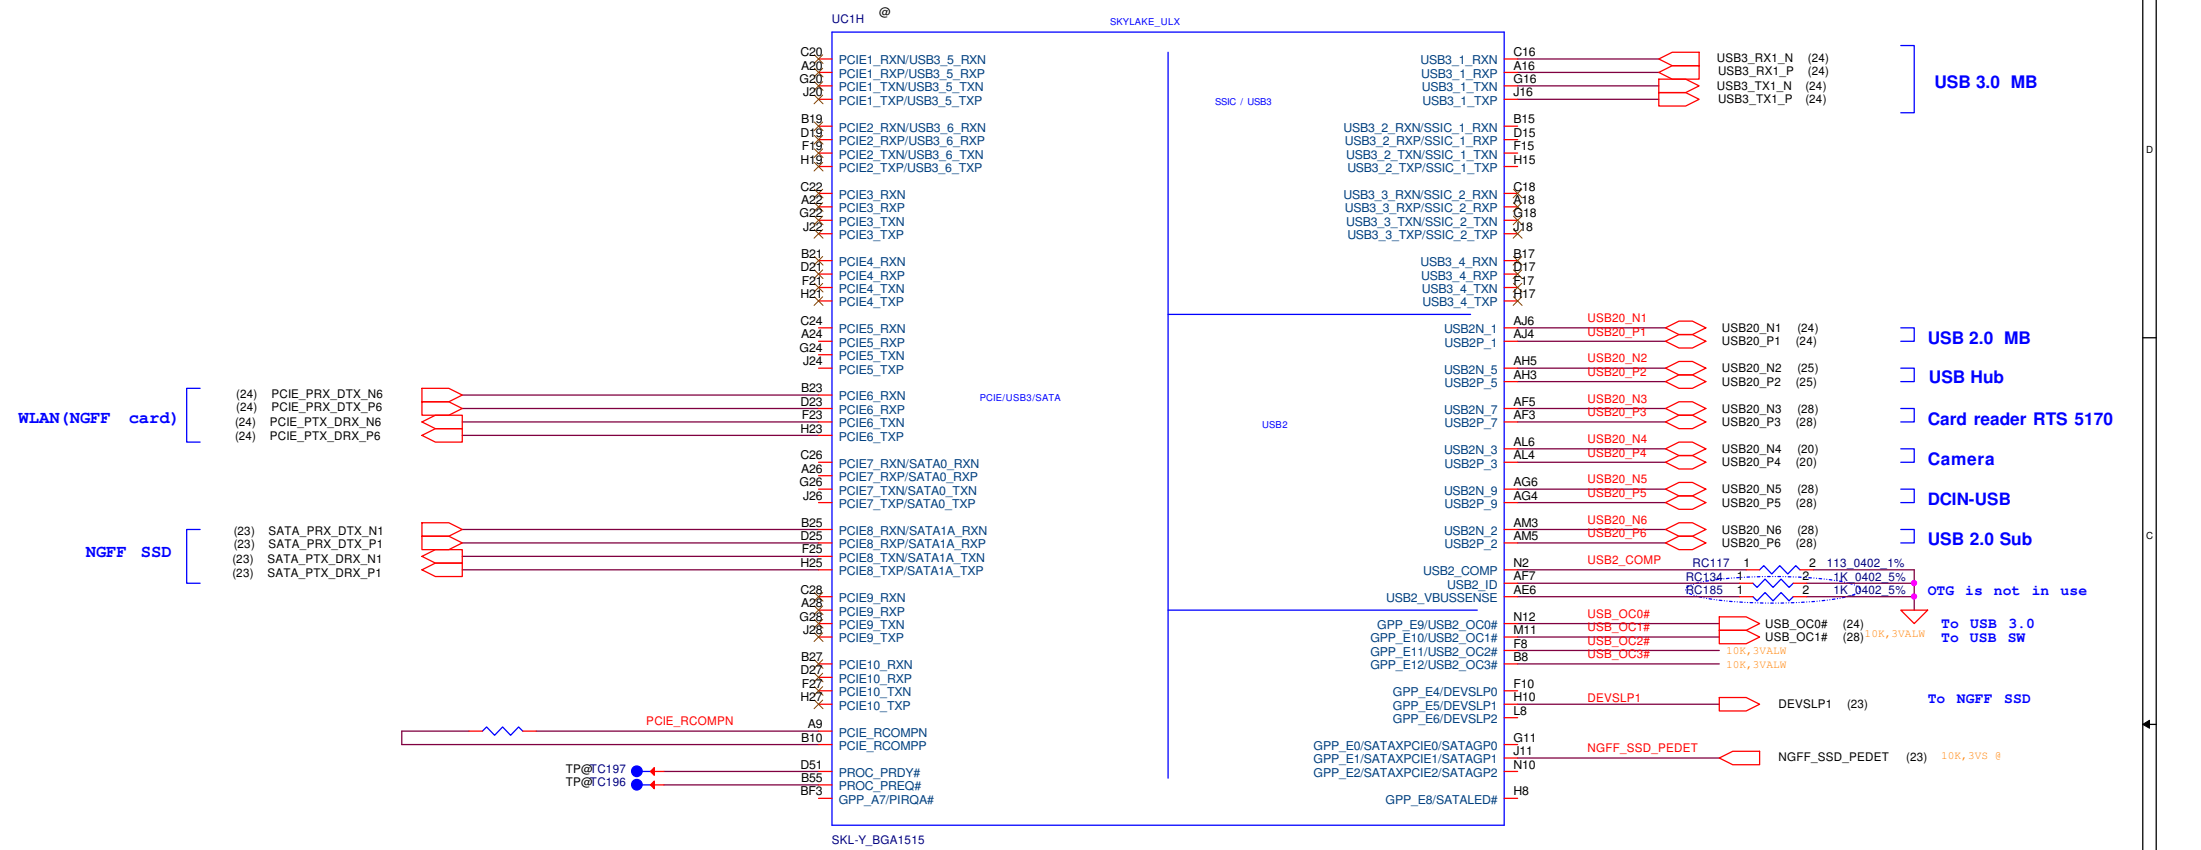 UC1H @
SKYLAKE_ULX
C20 PCIE1_RXN/USB3_5_RXN
A20 PCIE1_RXP/USB3_5_RXP
G20 PCIE1_TXN/USB3_5_TXN
J20 PCIE1_TXP/USB3_5_TXP
B19 PCIE2_RXN/USB3_6_RXN
D19 PCIE2_RXP/USB3_6_RXP
F19 PCIE2_TXN/USB3_6_TXN
H19 PCIE2_TXP/USB3_6_TXP
C22 PCIE3_RXN
A22 PCIE3_RXP
G22 PCIE3_TXN
J22 PCIE3_TXP
B21 PCIE4_RXN
D21 PCIE4_RXP
F21 PCIE4_TXN
H21 PCIE4_TXP
C24 PCIE5_RXN
A24 PCIE5_RXP
G24 PCIE5_TXN
J24 PCIE5_TXP
WLAN(NGFF card)
(24) PCIE_PRX_DTX_N6 B23 PCIE6_RXN
(24) PCIE_PRX_DTX_P6 D23 PCIE6_RXP
(24) PCIE_PTX_DRX_N6 F23 PCIE6_TXN
(24) PCIE_PTX_DRX_P6 H23 PCIE6_TXP
C26 PCIE7_RXN/SATA0_RXN
A26 PCIE7_RXP/SATA0_RXP
G26 PCIE7_TXN/SATA0_TXN
J26 PCIE7_TXP/SATA0_TXP
NGFF SSD
(23) SATA_PRX_DTX_N1 B25 PCIE8_RXN/SATA1A_RXN
(23) SATA_PRX_DTX_P1 D25 PCIE8_RXP/SATA1A_RXP
(23) SATA_PTX_DRX_N1 F25 PCIE8_TXN/SATA1A_TXN
(23) SATA_PTX_DRX_P1 H25 PCIE8_TXP/SATA1A_TXP
C28 PCIE9_RXN
A28 PCIE9_RXP
G28 PCIE9_TXN
J28 PCIE9_TXP
B27 PCIE10_RXN
D27 PCIE10_RXP
F27 PCIE10_TXN
H27 PCIE10_TXP
PCIE_RCOMPN A9 PCIE_RCOMPN
B10 PCIE_RCOMPP
TP@TC197 D51 PROC_PRDY#
TP@TC196 B55 PROC_PREQ#
BF3 GPP_A7/PIRQA#
SKL-Y_BGA1515
PCIE/USB3/SATA
SSIC / USB3
USB2
USB3_1_RXN C16 USB3_RX1_N (24)
USB3_1_RXP A16 USB3_RX1_P (24)
USB3_1_TXN G16 USB3_TX1_N (24)
USB3_1_TXP J16 USB3_TX1_P (24)
USB 3.0 MB
USB3_2_RXN/SSIC_1_RXN B15
USB3_2_RXP/SSIC_1_RXP D15
USB3_2_TXN/SSIC_1_TXN F15
USB3_2_TXP/SSIC_1_TXP H15
USB3_3_RXN/SSIC_2_RXN C18
USB3_3_RXP/SSIC_2_RXP A18
USB3_3_TXN/SSIC_2_TXN G18
USB3_3_TXP/SSIC_2_TXP J18
USB3_4_RXN B17
USB3_4_RXP D17
USB3_4_TXN F17
USB3_4_TXP H17
USB2N_1 AJ6 USB20_N1 USB20_N1 (24)
USB2P_1 AJ4 USB20_P1 USB20_P1 (24)
USB 2.0 MB
USB2N_5 AH5 USB20_N2 USB20_N2 (25)
USB2P_5 AH3 USB20_P2 USB20_P2 (25)
USB Hub
USB2N_7 AF5 USB20_N3 USB20_N3 (28)
USB2P_7 AF3 USB20_P3 USB20_P3 (28)
Card reader RTS 5170
USB2N_3 AL6 USB20_N4 USB20_N4 (20)
USB2P_3 AL4 USB20_P4 USB20_P4 (20)
Camera
USB2N_9 AG6 USB20_N5 USB20_N5 (28)
USB2P_9 AG4 USB20_P5 USB20_P5 (28)
DCIN-USB
USB2N_2 AM3 USB20_N6 USB20_N6 (28)
USB2P_2 AM5 USB20_P6 USB20_P6 (28)
USB 2.0 Sub
USB2_COMP N2 USB2_COMP RC117 1 2 113_0402_1%
USB2_ID AF7 RC134 1 2 1K_0402_5%
USB2_VBUSSENSE AE6 RC185 1 2 1K_0402_5%
OTG is not in use
GPP_E9/USB2_OC0# N12 USB_OC0# USB_OC0# (24) To USB 3.0
GPP_E10/USB2_OC1# M11 USB_OC1# USB_OC1# (28) 10K,3VALW To USB SW
GPP_E11/USB2_OC2# F8 USB_OC2# 10K,3VALW
GPP_E12/USB2_OC3# B8 USB_OC3# 10K,3VALW
GPP_E4/DEVSLP0 F10
GPP_E5/DEVSLP1 H10 DEVSLP1 DEVSLP1 (23) To NGFF SSD
GPP_E6/DEVSLP2 L8
GPP_E0/SATAXPCIE0/SATAGP0 G11
GPP_E1/SATAXPCIE1/SATAGP1 J11 NGFF_SSD_PEDET NGFF_SSD_PEDET (23) 10K,3VS @
GPP_E2/SATAXPCIE2/SATAGP2 N10
GPP_E8/SATALED# H8
D
C